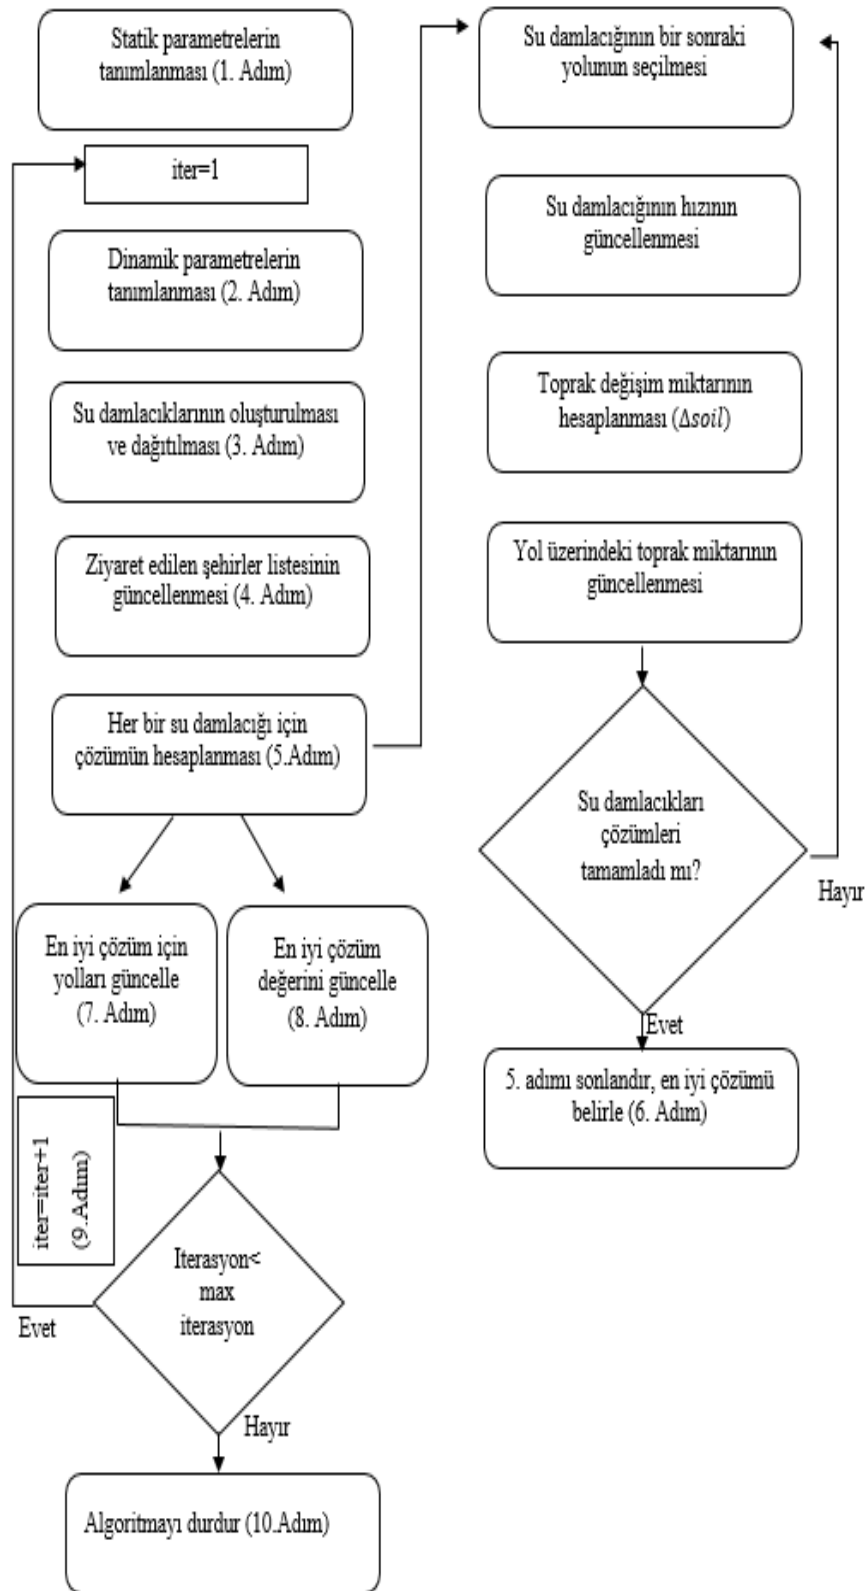 Statik parametrelerin
tanımlanması (1. Adım)
iter=1
Dinamik parametrelerin
tanımlanması (2. Adım)
Su damlacıklarının oluşturulması
ve dağıtılması (3. Adım)
Ziyaret edilen şehirler listesinin
güncellenmesi (4. Adım)
Her bir su damlacığı için
çözümün hesaplanması (5.Adım)
Su damlacığının bir sonraki
yolunun seçilmesi
Su damlacığının hızının
güncellenmesi
Toprak değişim miktarının
hesaplanması (Δsoil)
Yol üzerindeki toprak miktarının
güncellenmesi
Su damlacıkları
çözümleri
tamamladı mı?
Hayır
Evet
5. adımı sonlandır, en iyi çözümü
belirle (6. Adım)
En iyi çözüm için
yolları güncelle
(7. Adım)
En iyi çözüm
değerini güncelle
(8. Adım)
iter=iter+1
(9.Adım)
Iterasyon<
max
iterasyon
Evet
Hayır
Algoritmayı durdur (10.Adım)